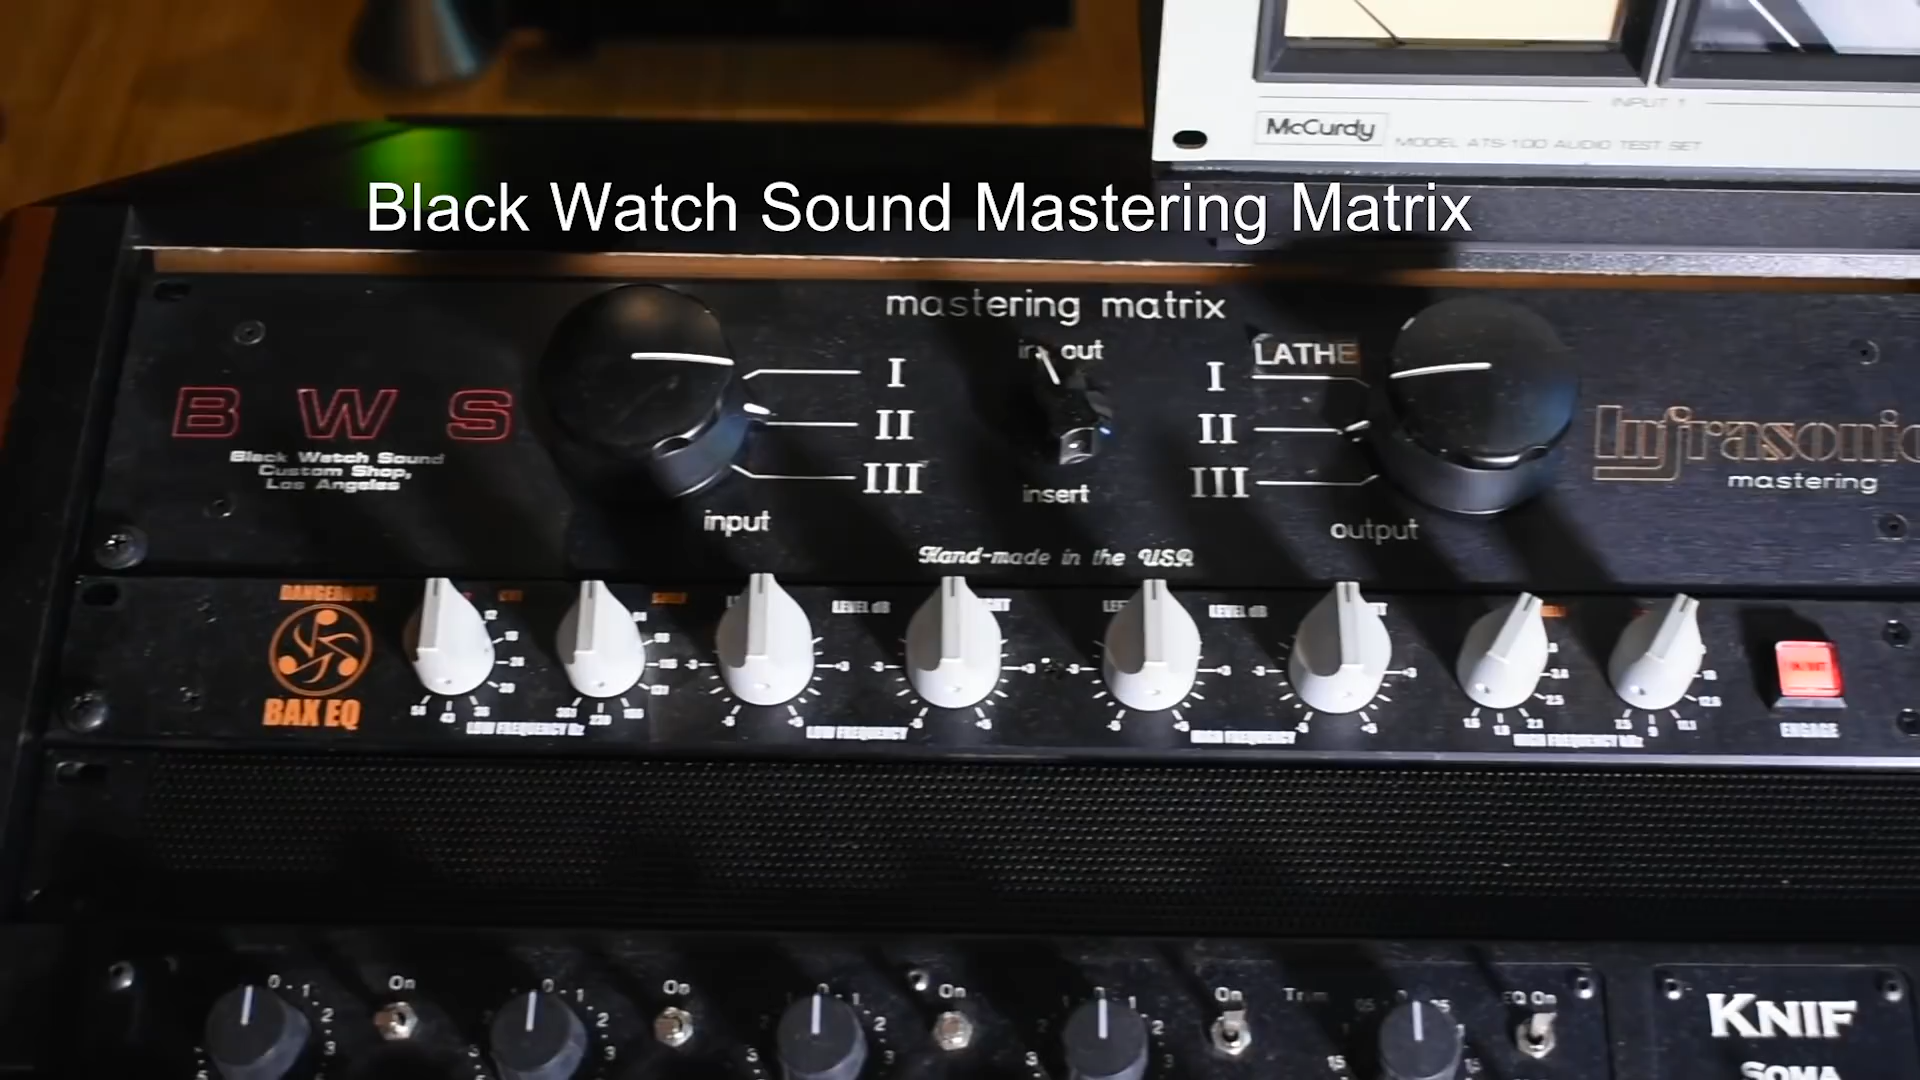 INPUT 1
McCurdy
MODEL ATS-100 AUDIO TEST SET
Black Watch Sound Mastering Matrix
mastering matrix
in out
LATHE
I
I
II
II
III
III
B W S
Black Watch Sound
Custom Shop,
Los Angeles
Infrasonic
mastering
insert
input
output
Hand-made in the USA
DANGEROUS
BAX EQ
LEVEL dB
LEVEL dB
LOW FREQUENCY Hz
LOW FREQUENCY
HIGH FREQUENCY
HIGH FREQUENCY kHz
ENGAGE
On
On
On
On
Trim
EQ On
KNIF
SOMA